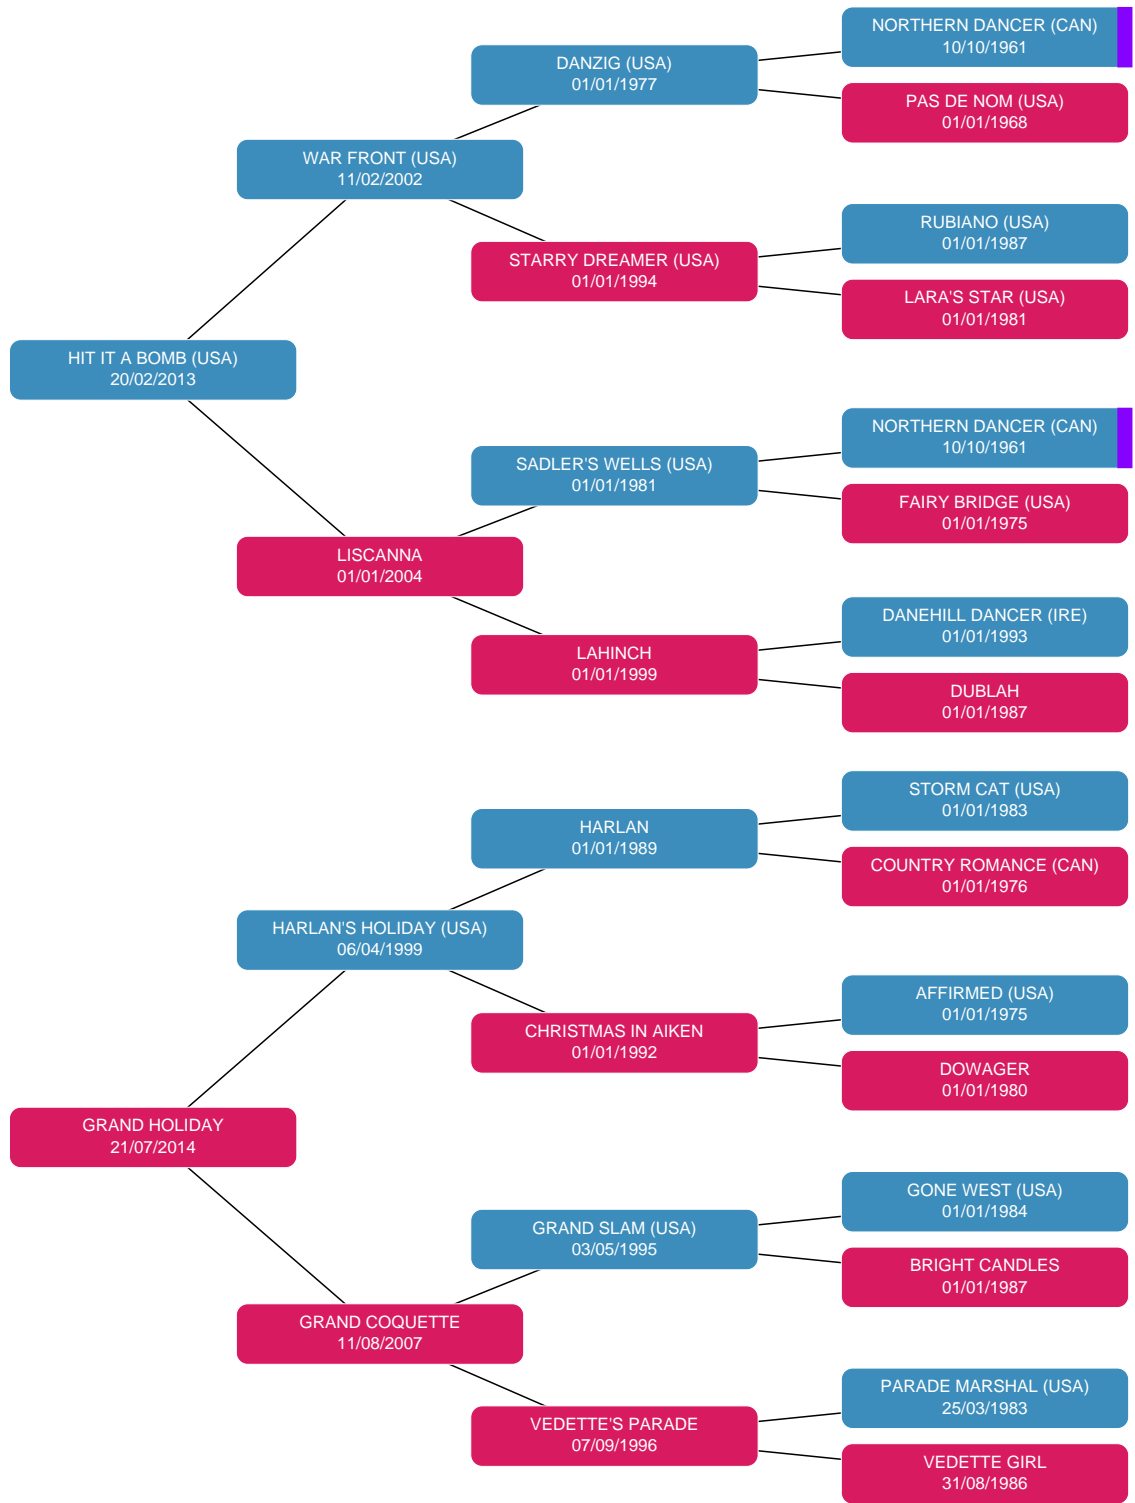 NORTHERN DANCER (CAN)
10/10/1961
DANZIG (USA)
01/01/1977
PAS DE NOM (USA)
01/01/1968
WAR FRONT (USA)
11/02/2002
RUBIANO (USA)
01/01/1987
STARRY DREAMER (USA)
01/01/1994
LARA'S STAR (USA)
01/01/1981
HIT IT A BOMB (USA)
20/02/2013
NORTHERN DANCER (CAN)
10/10/1961
SADLER'S WELLS (USA)
01/01/1981
FAIRY BRIDGE (USA)
01/01/1975
LISCANNA
01/01/2004
DANEHILL DANCER (IRE)
01/01/1993
LAHINCH
01/01/1999
DUBLAH
01/01/1987
STORM CAT (USA)
01/01/1983
HARLAN
01/01/1989
COUNTRY ROMANCE (CAN)
01/01/1976
HARLAN'S HOLIDAY (USA)
06/04/1999
AFFIRMED (USA)
01/01/1975
CHRISTMAS IN AIKEN
01/01/1992
DOWAGER
01/01/1980
GRAND HOLIDAY
21/07/2014
GONE WEST (USA)
01/01/1984
GRAND SLAM (USA)
03/05/1995
BRIGHT CANDLES
01/01/1987
GRAND COQUETTE
11/08/2007
PARADE MARSHAL (USA)
25/03/1983
VEDETTE'S PARADE
07/09/1996
VEDETTE GIRL
31/08/1986